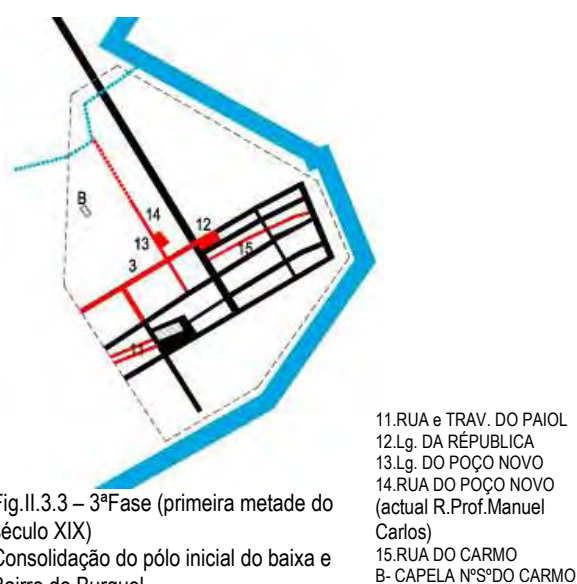 B
14
12
13
15
3
11
11.RUA e TRAV. DO PAIOL
12.Lg. DA RÉPUBLICA
13.Lg. DO POÇO NOVO
14.RUA DO POÇO NOVO
(actual R.Prof.Manuel
Carlos)
15.RUA DO CARMO
B- CAPELA NºSºDO CARMO
Fig.II.3.3 – 3ªFase (primeira metade do
século XIX)
Consolidação do pólo inicial do baixa e